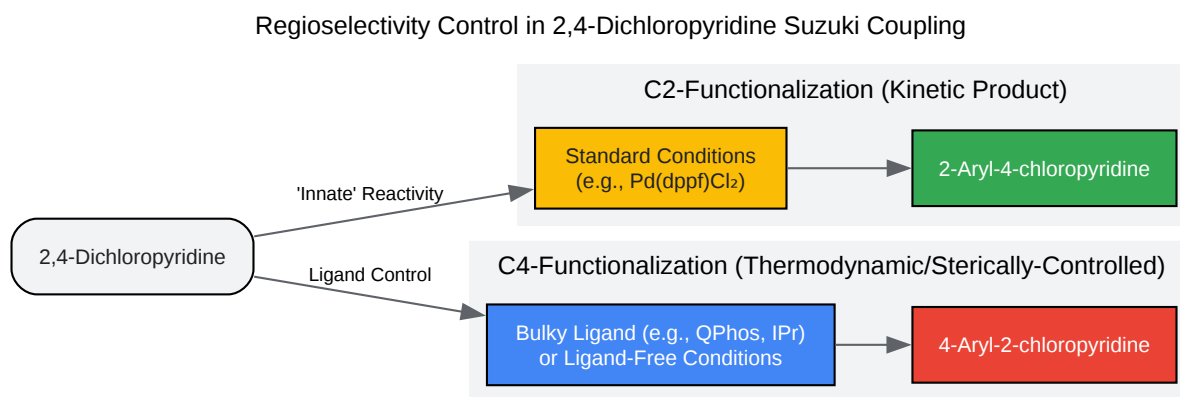 Regioselectivity Control in 2,4-Dichloropyridine Suzuki Coupling
C2-Functionalization (Kinetic Product)
Standard Conditions
(e.g., Pd(dppf)Cl₂)
2-Aryl-4-chloropyridine
'Innate' Reactivity
2,4-Dichloropyridine
Ligand Control
C4-Functionalization (Thermodynamic/Sterically-Controlled)
Bulky Ligand (e.g., QPhos, IPr)
or Ligand-Free Conditions
4-Aryl-2-chloropyridine